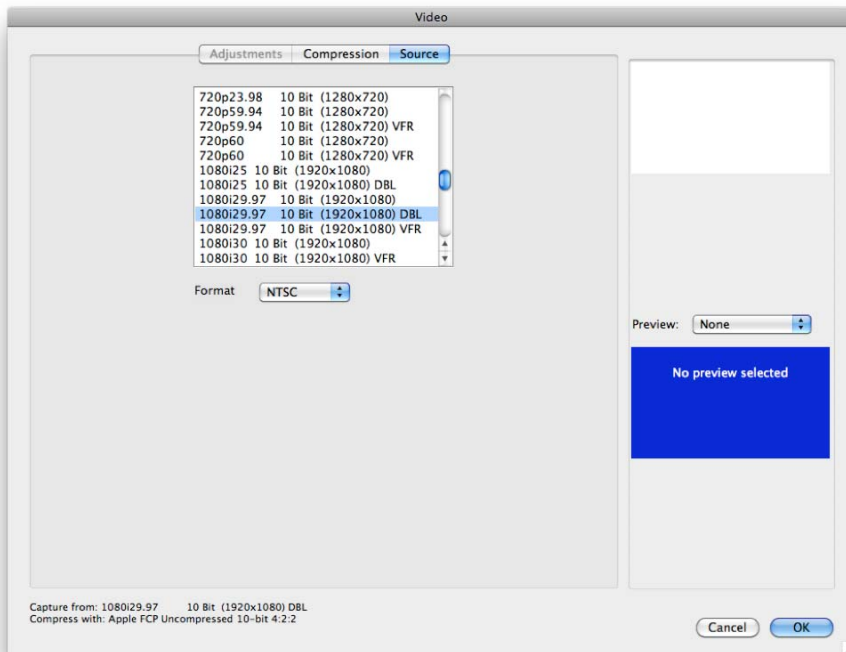 Video
Adjustments Compression Source
720p23.98 10 Bit (1280x720)
720p59.94 10 Bit (1280x720)
720p59.94 10 Bit (1280x720) VFR
720p60 10 Bit (1280x720)
720p60 10 Bit (1280x720) VFR
1080i25 10 Bit (1920x1080)
1080i25 10 Bit (1920x1080) DBL
1080i29.97 10 Bit (1920x1080)
1080i29.97 10 Bit (1920x1080) DBL
1080i29.97 10 Bit (1920x1080) VFR
1080i30 10 Bit (1920x1080)
1080i30 10 Bit (1920x1080) VFR
Format NTSC
Preview: None
No preview selected
Capture from: 1080i29.97 10 Bit (1920x1080) DBL
Compress with: Apple FCP Uncompressed 10-bit 4:2:2
Cancel OK